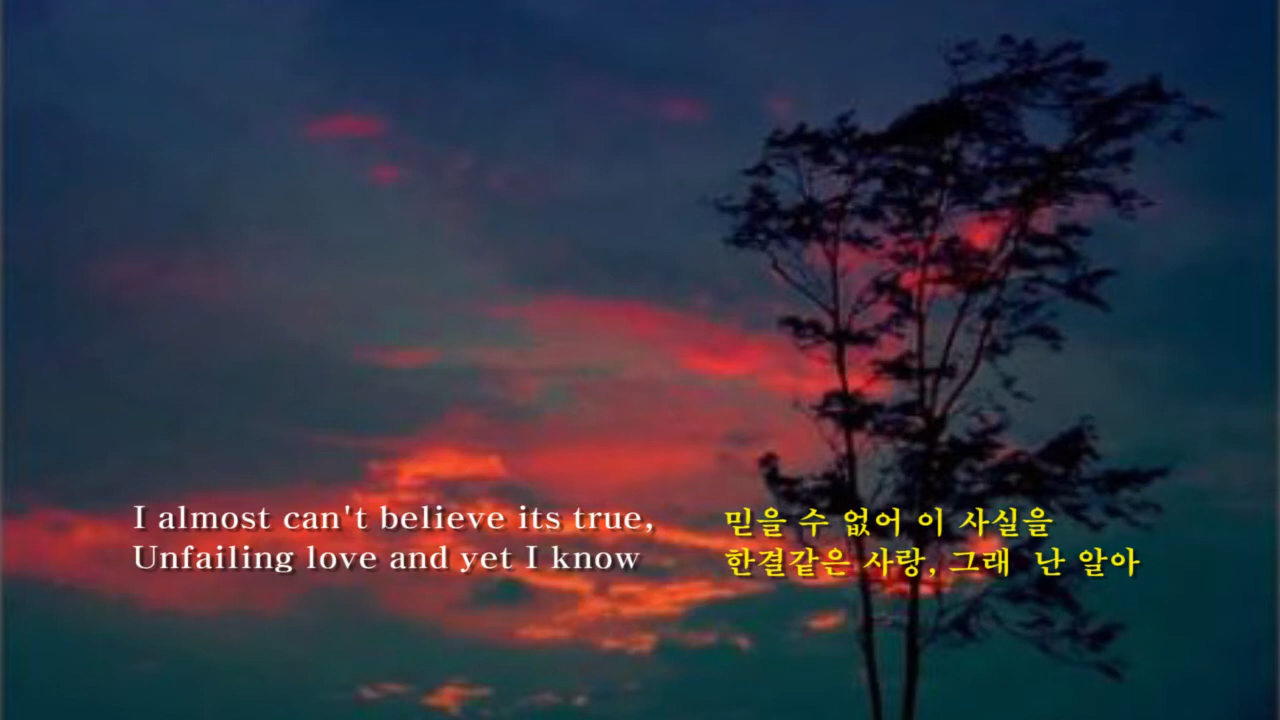 I almost can't believe its true,
Unfailing love and yet I know
믿을 수 없어 이 사실을
한결같은 사랑, 그래 난 알아